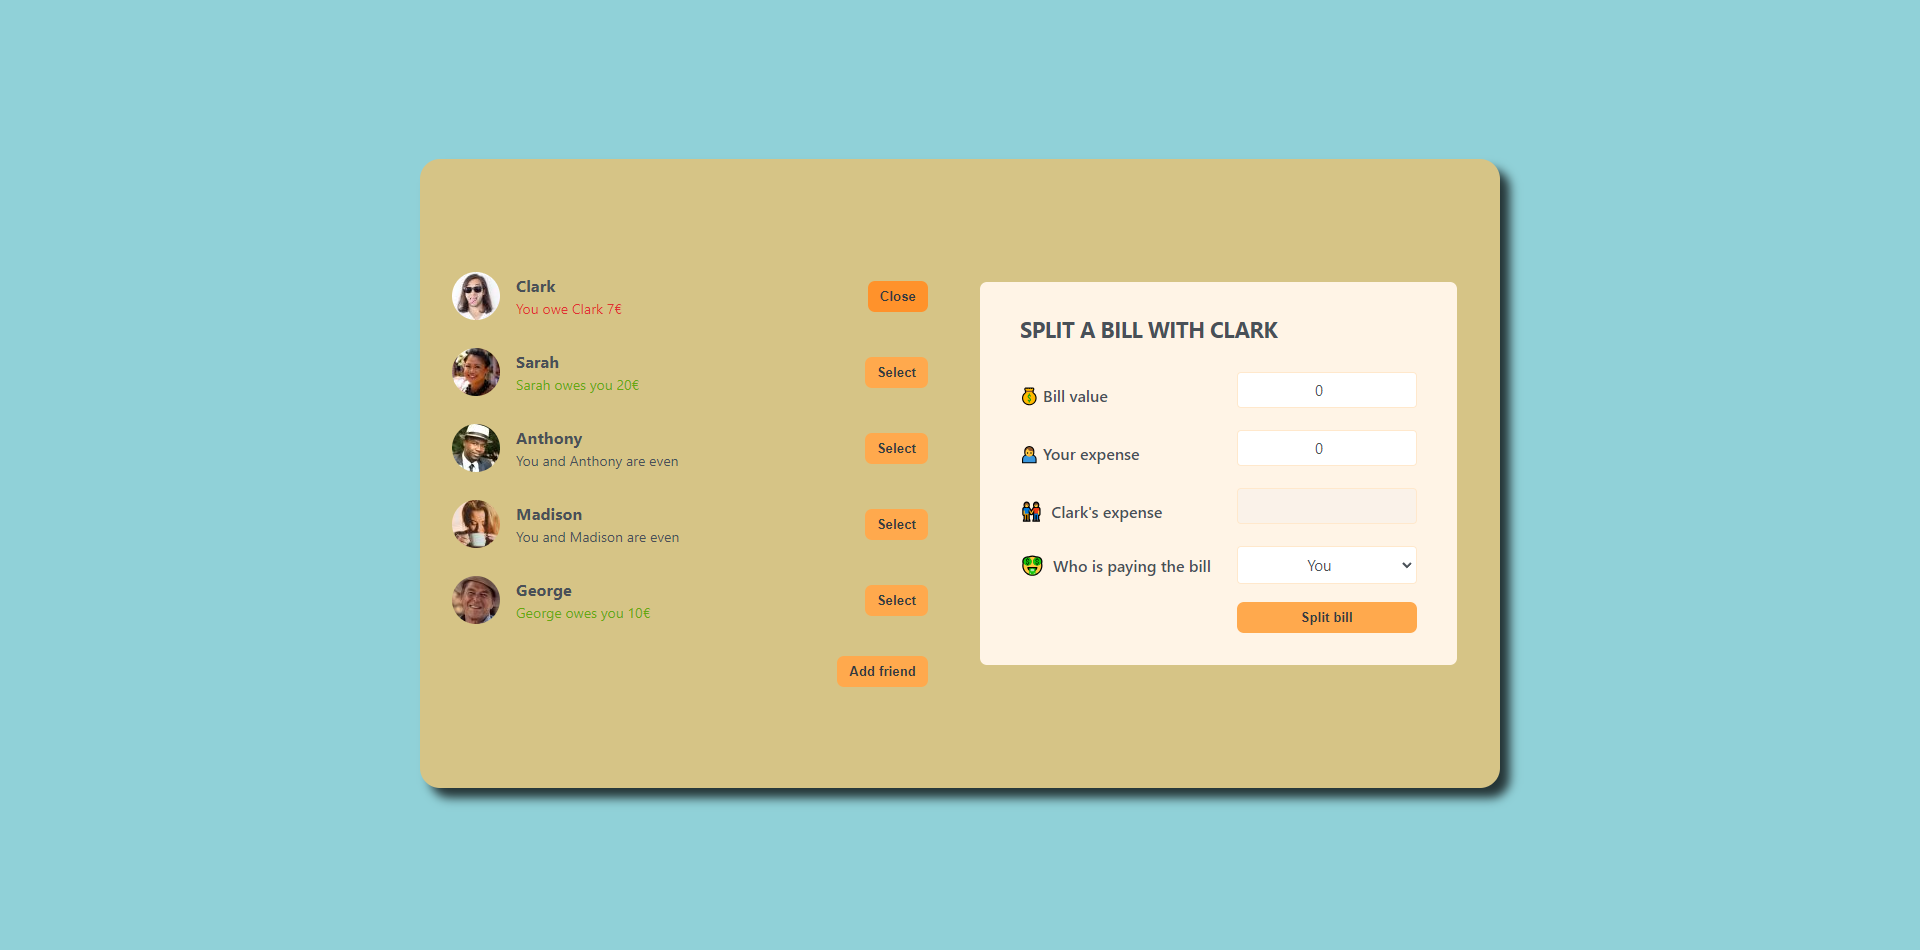 Clark
You owe Clark 7€
Close
Sarah
Sarah owes you 20€
Select
Anthony
You and Anthony are even
Select
Madison
You and Madison are even
Select
George
George owes you 10€
Select
Add friend
SPLIT A BILL WITH CLARK
Bill value
0
Your expense
0
Clark's expense
Who is paying the bill
You
Split bill